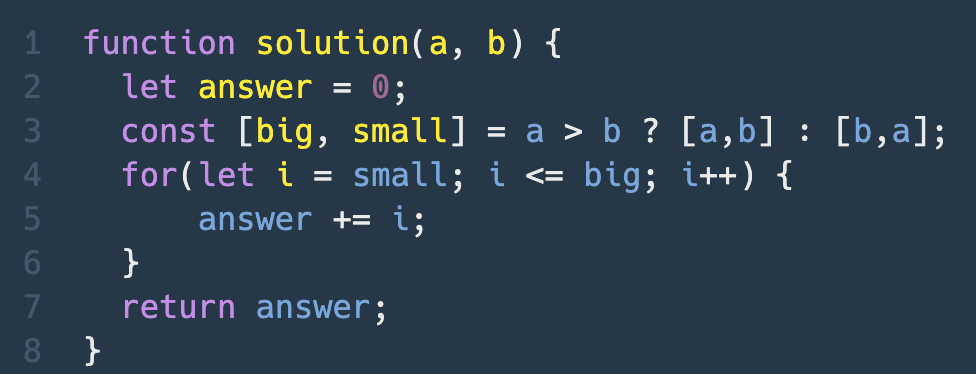 1 function solution(a, b) {
2 let answer = 0;
3 const [big, small] = a > b ? [a,b] : [b,a];
4 for(let i = small; i <= big; i++) {
5 answer += i;
6 }
7 return answer;
8 }